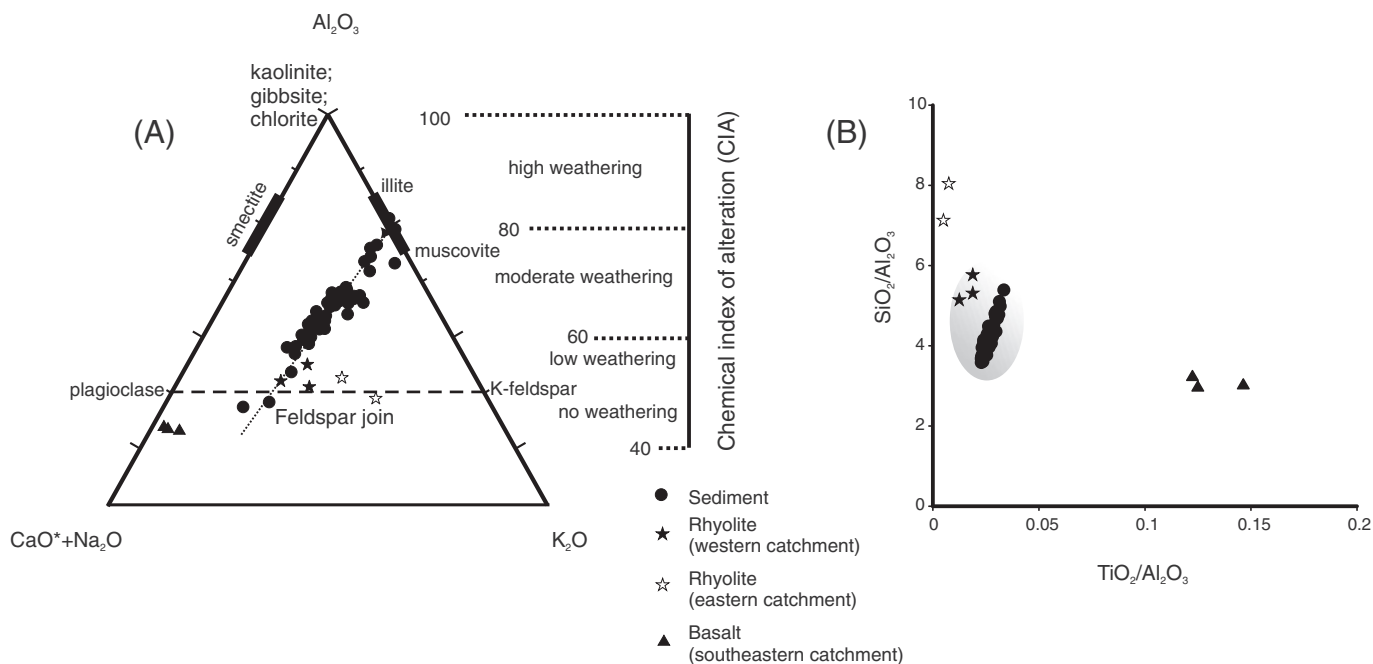 Al₂O₃
kaolinite;
gibbsite;
chlorite
(A)
100
high weathering
smectite
illite
80
muscovite
moderate weathering
60
low weathering
plagioclase
K-feldspar
Feldspar join
no weathering
40
CaO*+Na₂O
K₂O
Chemical index of alteration (CIA)
Sediment
Rhyolite
(western catchment)
Rhyolite
(eastern catchment)
Basalt
(southeastern catchment)
(B)
10
8
6
4
2
0
SiO₂/Al₂O₃
0
0.05
0.1
0.15
0.2
TiO₂/Al₂O₃